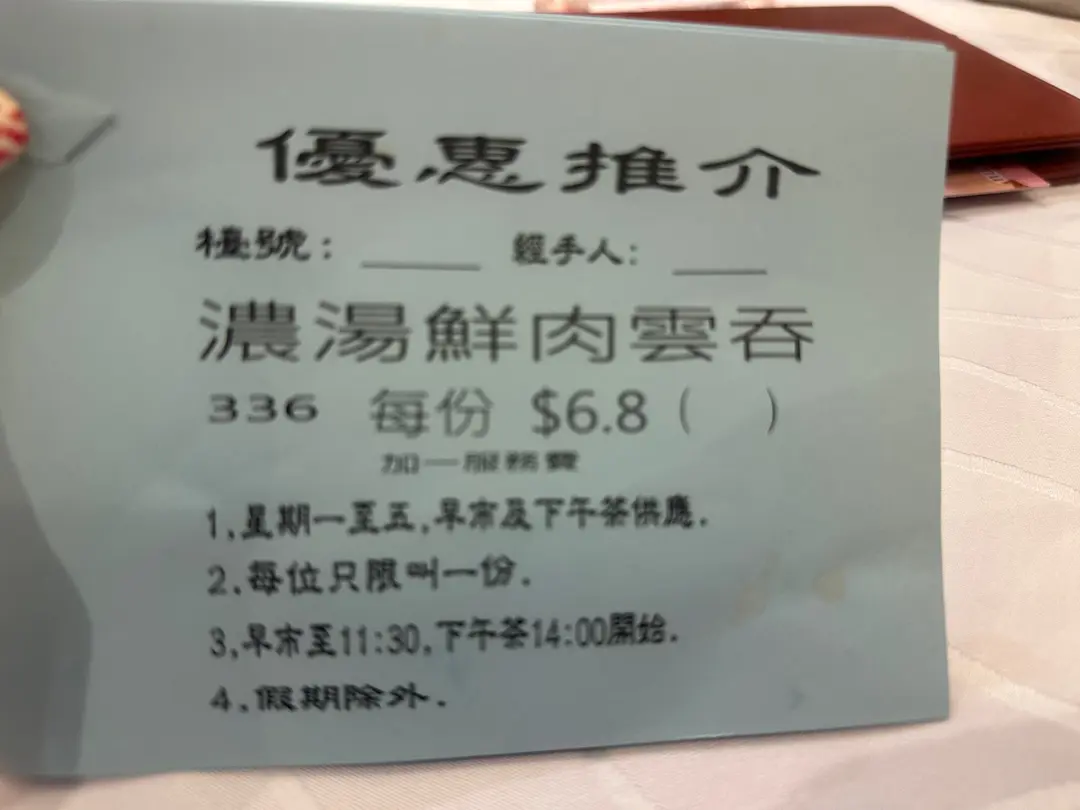 優惠推介
檯號： ＿＿＿ 經手人： ＿＿
濃湯鮮肉雲吞
336 每份 $6.8（ ）
加一服務費
1.星期一至五,早市及下午茶供應.
2.每位只限叫一份.
3,早市至11:30,下午茶14:00開始.
4.假期除外.